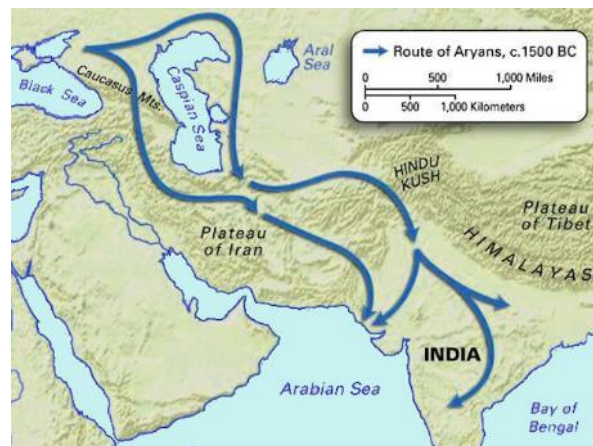 Black Sea
Caucasus Mts.
Caspian Sea
Aral
Sea
Route of Aryans, c.1500 BC
0 500 1,000 Miles
0 500 1,000 Kilometers
HINDU
KUSH
Plateau
of Tibet
HIMALAYAS
Plateau
of Iran
INDIA
Arabian Sea
Bay of
Bengal